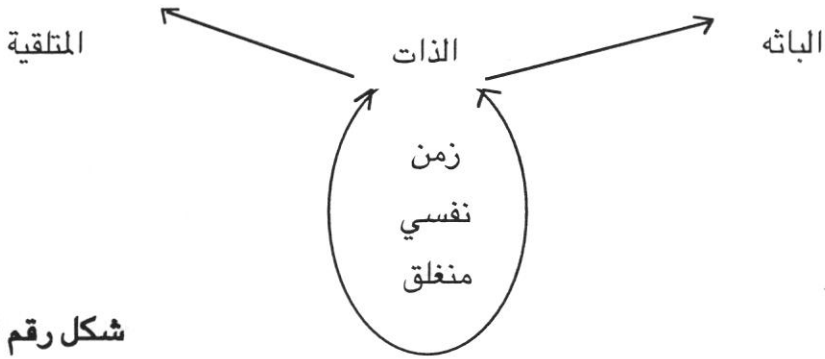 الباثه
الذات
المتلقية
زمن
نفسي
منغلق
شكل رقم